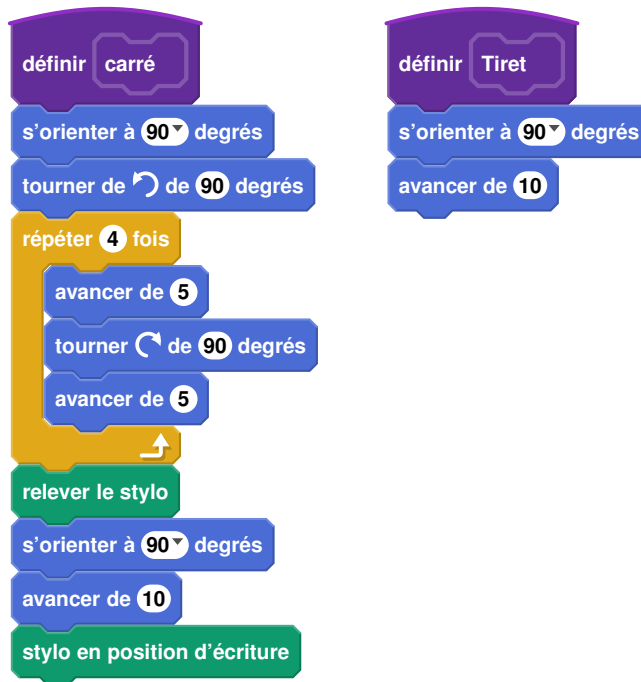 définir carré
s'orienter à 90 degrés
tourner de de 90 degrés
répéter 4 fois
avancer de 5
tourner de 90 degrés
avancer de 5
relever le stylo
s'orienter à 90 degrés
avancer de 10
stylo en position d'écriture
définir Tiret
s'orienter à 90 degrés
avancer de 10